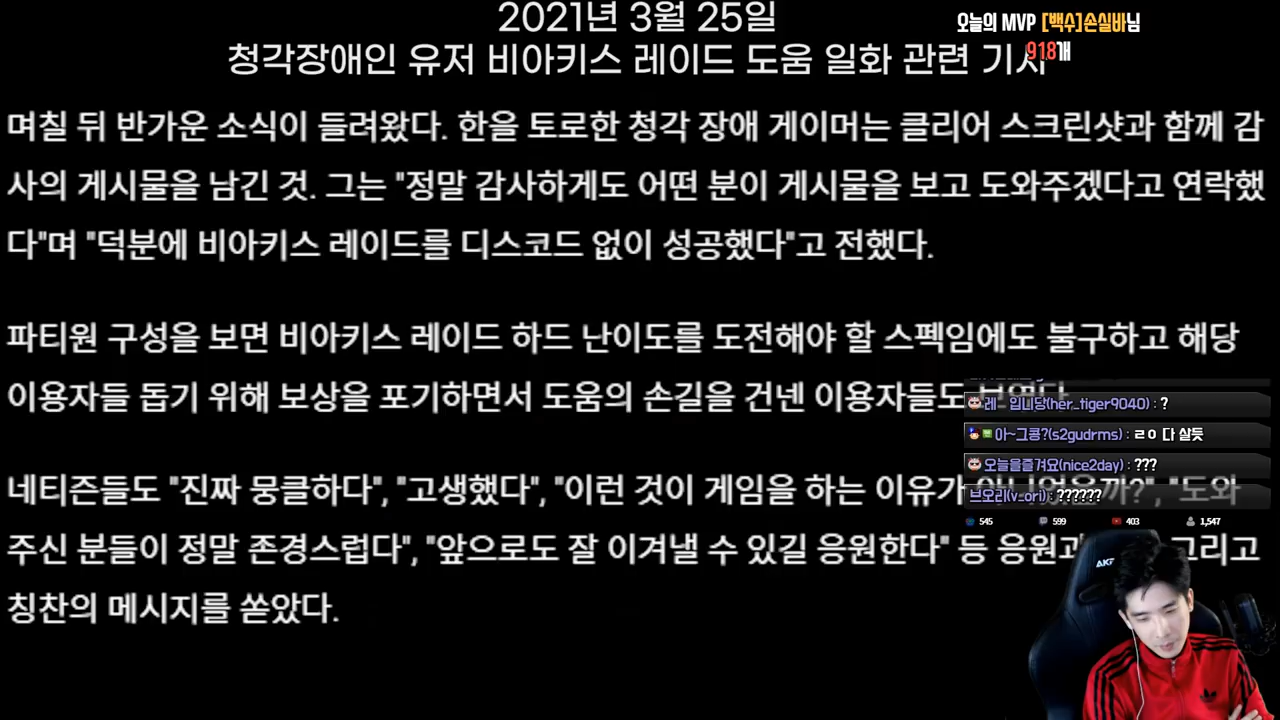 2021년 3월 25일
청각장애인 유저 비아키스 레이드 도움 일화 관련 기사
오늘의 MVP [백수]손실바님
918개
며칠 뒤 반가운 소식이 들려왔다. 한을 토로한 청각 장애 게이머는 클리어 스크린샷과 함께 감
사의 게시물을 남긴 것. 그는 "정말 감사하게도 어떤 분이 게시물을 보고 도와주겠다고 연락했
다"며 "덕분에 비아키스 레이드를 디스코드 없이 성공했다"고 전했다.
파티원 구성을 보면 비아키스 레이드 하드 난이도를 도전해야 할 스펙임에도 불구하고 해당
이용자들 돕기 위해 보상을 포기하면서 도움의 손길을 건넨 이용자들도 보였다.
네티즌들도 "진짜 뭉클하다", "고생했다", "이런 것이 게임을 하는 이유가 아니었을까?", "도와
주신 분들이 정말 존경스럽다", "앞으로도 잘 이겨낼 수 있길 응원한다" 등 응원과 그리고
칭찬의 메시지를 쏟았다.
입니당(her_tiger9040) : ?
아~그콩?(s2gudrms) : ㄹㅇ 다 살듯
오늘을즐겨요(nice2day) : ???
브오리(v_ori) : ??????
545 599 403 1,547